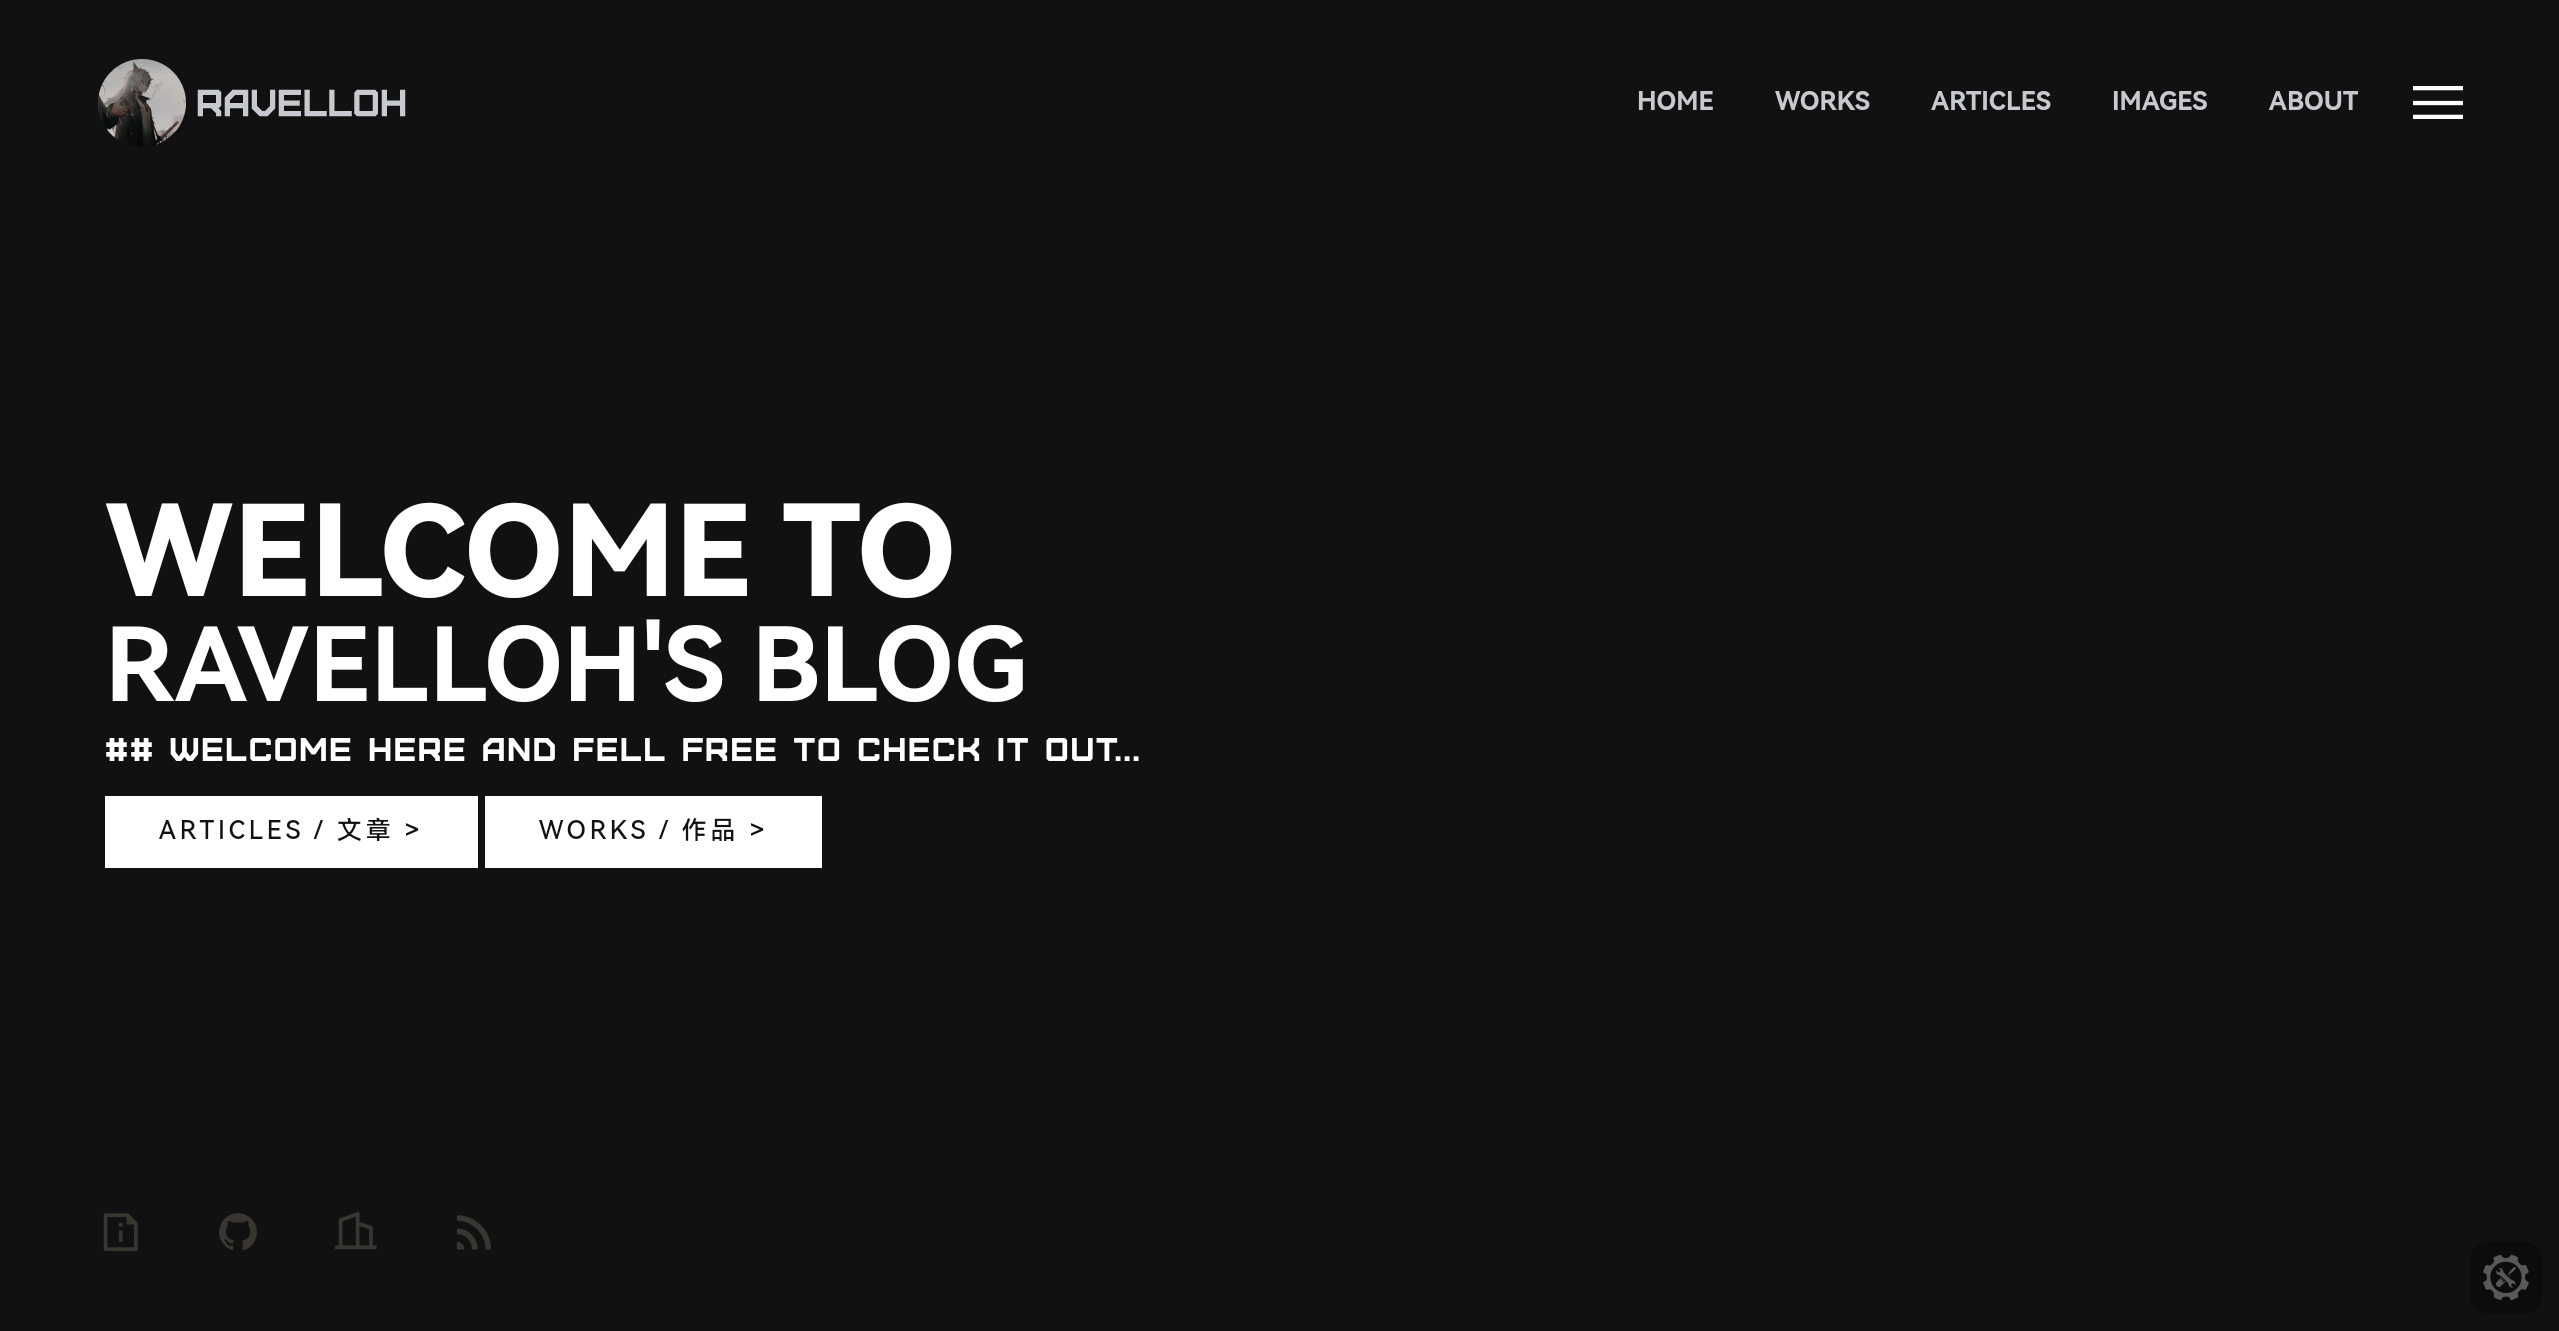 RAVELLOH
HOME WORKS ARTICLES IMAGES ABOUT
WELCOME TO
RAVELLOH'S BLOG
## WELCOME HERE AND FELL FREE TO CHECK IT OUT...
ARTICLES / 文章 > WORKS / 作品 >